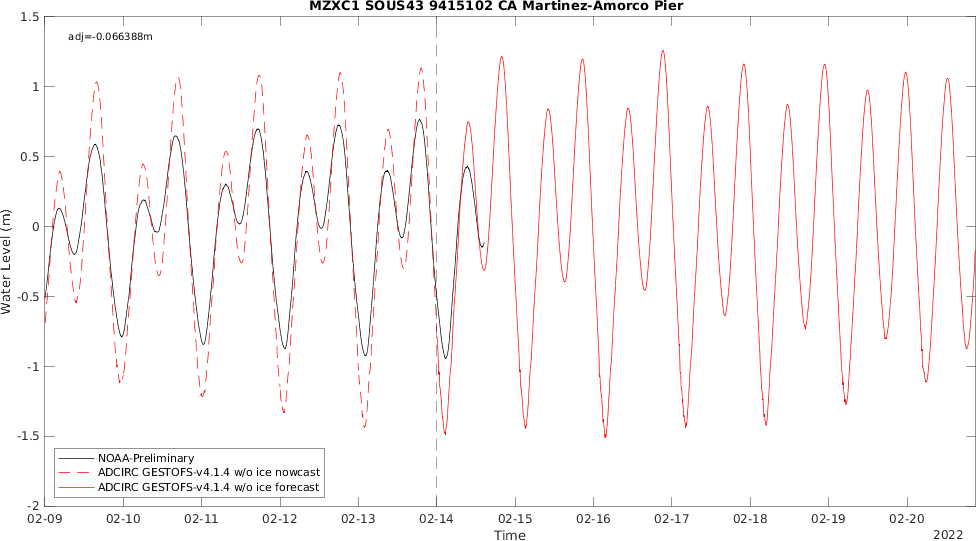 MZXC1 SOUS43 9415102 CA Martinez-Amorco Pier
adj=-0.066388m
1.5
1
0.5
0
-0.5
-1
-1.5
-2
Water Level (m)
NOAA-Preliminary
ADCIRC GESTOFS-v4.1.4 w/o ice nowcast
ADCIRC GESTOFS-v4.1.4 w/o ice forecast
02-09 02-10 02-11 02-12 02-13 02-14 02-15 02-16 02-17 02-18 02-19 02-20
Time
2022